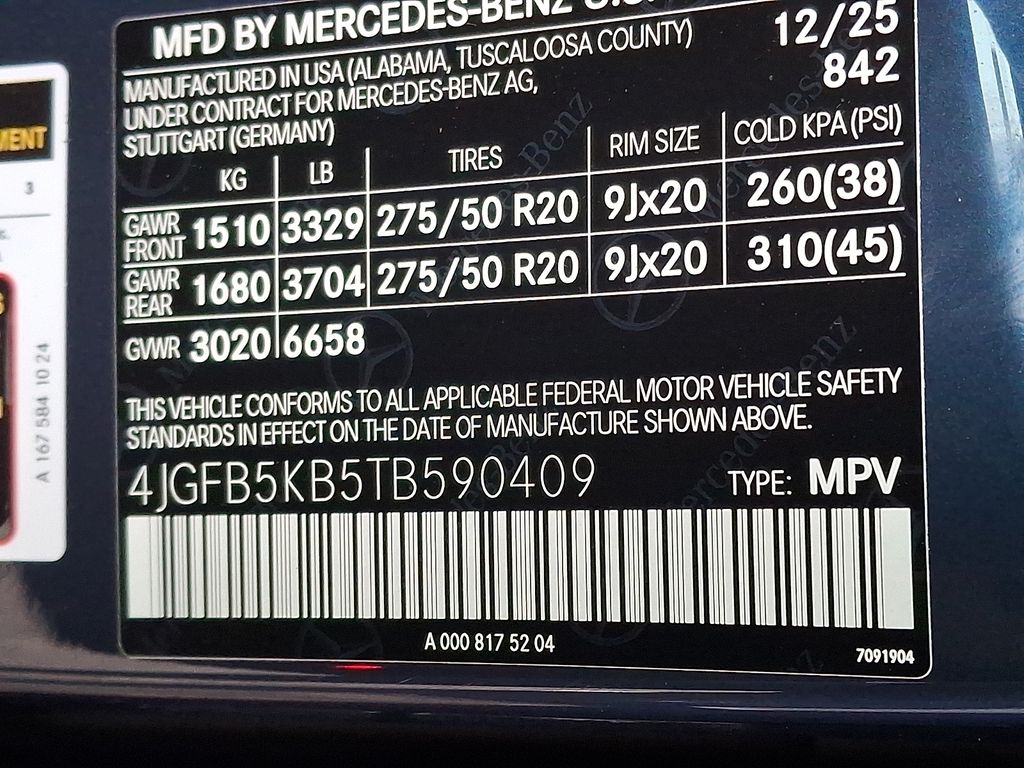 MFD BY MERCEDES-BENZ U.S.
12/25
MANUFACTURED IN USA (ALABAMA, TUSCALOOSA COUNTY)
842
UNDER CONTRACT FOR MERCEDES-BENZ AG,
STUTTGART (GERMANY)
KG LB TIRES RIM SIZE COLD KPA (PSI)
GAWR FRONT 1510 3329 275/50 R20 9Jx20 260(38)
GAWR REAR 1680 3704 275/50 R20 9Jx20 310(45)
GVWR 3020 6658
THIS VEHICLE CONFORMS TO ALL APPLICABLE FEDERAL MOTOR VEHICLE SAFETY
STANDARDS IN EFFECT ON THE DATE OF MANUFACTURE SHOWN ABOVE.
4JGFB5KB5TB590409 TYPE: MPV
A 000 817 52 04
7091904
MENT
3
A 167 584 10 24